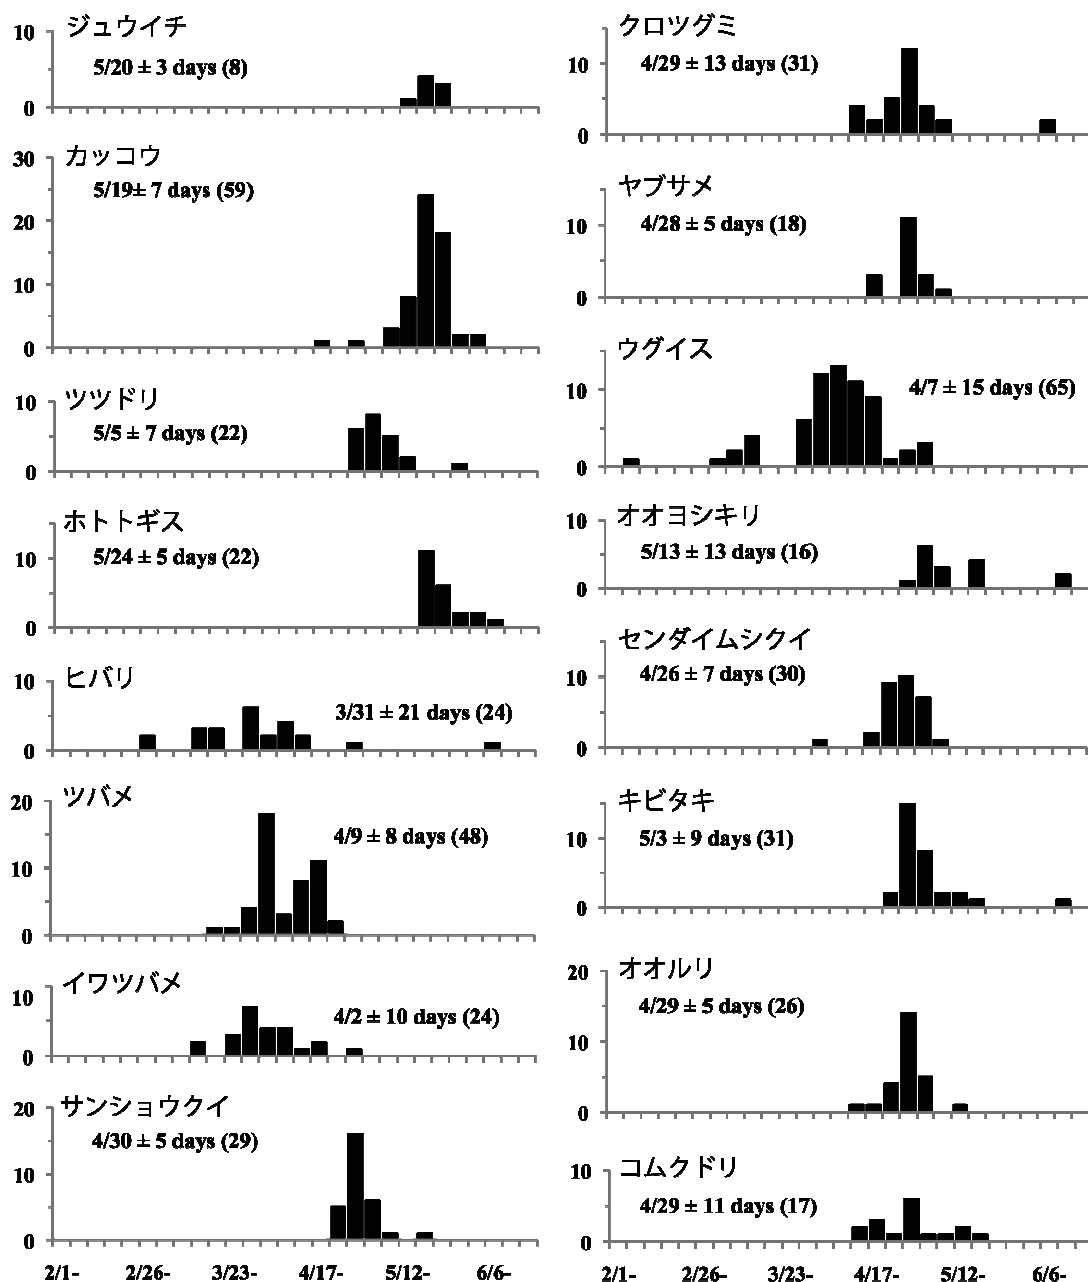 ジュウイチ
5/20 ± 3 days (8)
10
0
カッコウ
5/19± 7 days (59)
30
20
10
0
ツツドリ
5/5 ± 7 days (22)
10
0
ホトトギス
5/24 ± 5 days (22)
10
0
ヒバリ
3/31 ± 21 days (24)
10
0
ツバメ
4/9 ± 8 days (48)
20
10
0
イワツバメ
4/2 ± 10 days (24)
10
0
サンショウクイ
4/30 ± 5 days (29)
20
10
0
2/1- 2/26- 3/23- 4/17- 5/12- 6/6-
クロツグミ
4/29 ± 13 days (31)
10
0
ヤブサメ
4/28 ± 5 days (18)
10
0
ウグイス
4/7 ± 15 days (65)
10
0
オオヨシキリ
5/13 ± 13 days (16)
10
0
センダイムシクイ
4/26 ± 7 days (30)
10
0
キビタキ
5/3 ± 9 days (31)
10
0
オオルリ
4/29 ± 5 days (26)
20
10
0
コムクドリ
4/29 ± 11 days (17)
10
0
2/1- 2/26- 3/23- 4/17- 5/12- 6/6-